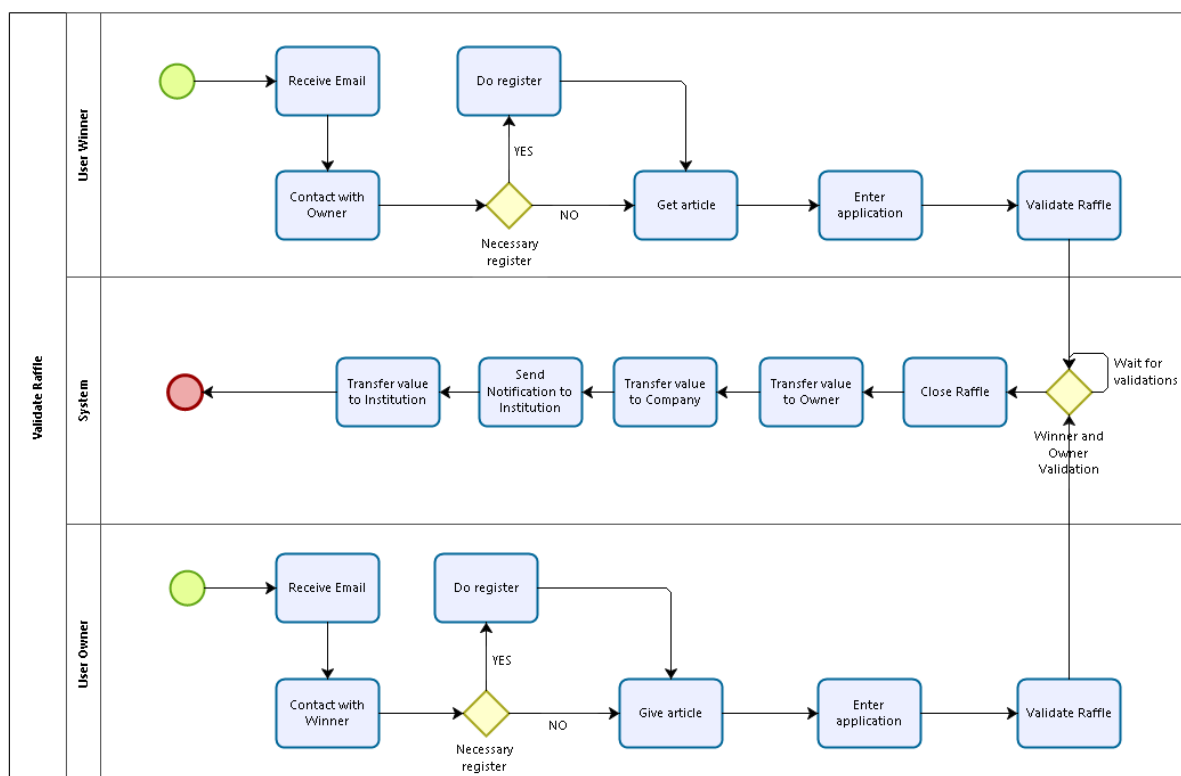 Validate Raffle
User Winner
Receive Email
Do register
YES
Contact with
Owner
NO
Necessary
register
Get article
Enter
application
Validate Raffle
System
Transfer value
to Institution
Send
Notification to
Institution
Transfer value
to Company
Transfer value
to Owner
Close Raffle
Wait for
validations
Winner and
Owner
Validation
User Owner
Receive Email
Do register
YES
Contact with
Winner
NO
Necessary
register
Give article
Enter
application
Validate Raffle